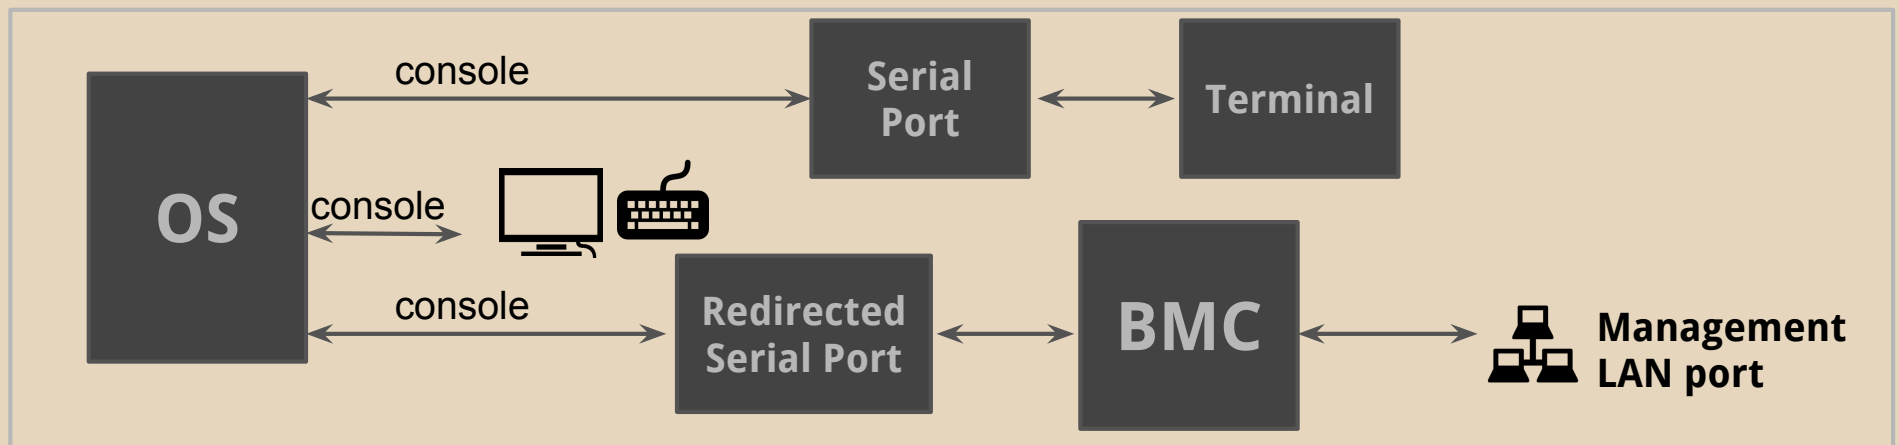 console
Serial
Port
Terminal
OS
console
console
Redirected
Serial Port
BMC
Management
LAN port